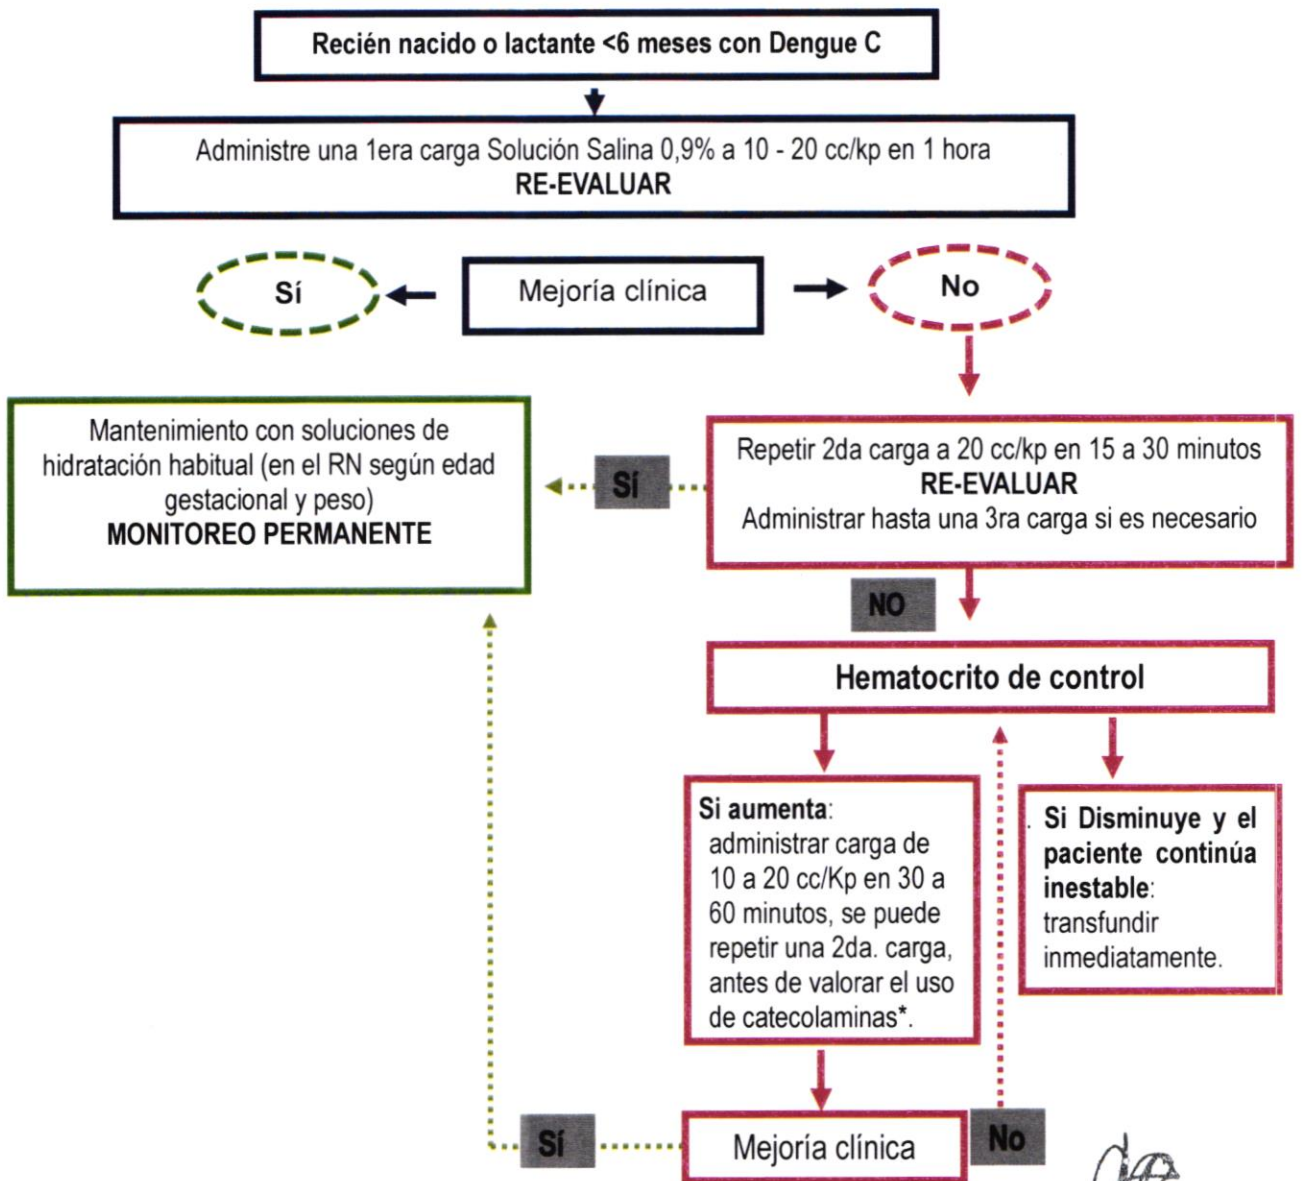 Recién nacido o lactante <6 meses con Dengue C
Administre una 1era carga Solución Salina 0,9% a 10 - 20 cc/kp en 1 hora
RE-EVALUAR
Sí
Mejoría clínica
No
Mantenimiento con soluciones de
hidratación habitual (en el RN según edad
gestacional y peso)
MONITOREO PERMANENTE
Sí
Repetir 2da carga a 20 cc/kp en 15 a 30 minutos
RE-EVALUAR
Administrar hasta una 3ra carga si es necesario
NO
Hematocrito de control
Si aumenta:
administrar carga de
10 a 20 cc/Kp en 30 a
60 minutos, se puede
repetir una 2da. carga,
antes de valorar el uso
de catecolaminas*.
. Si Disminuye y el
paciente continúa
inestable:
transfundir
inmediatamente.
Sí
Mejoría clínica
No